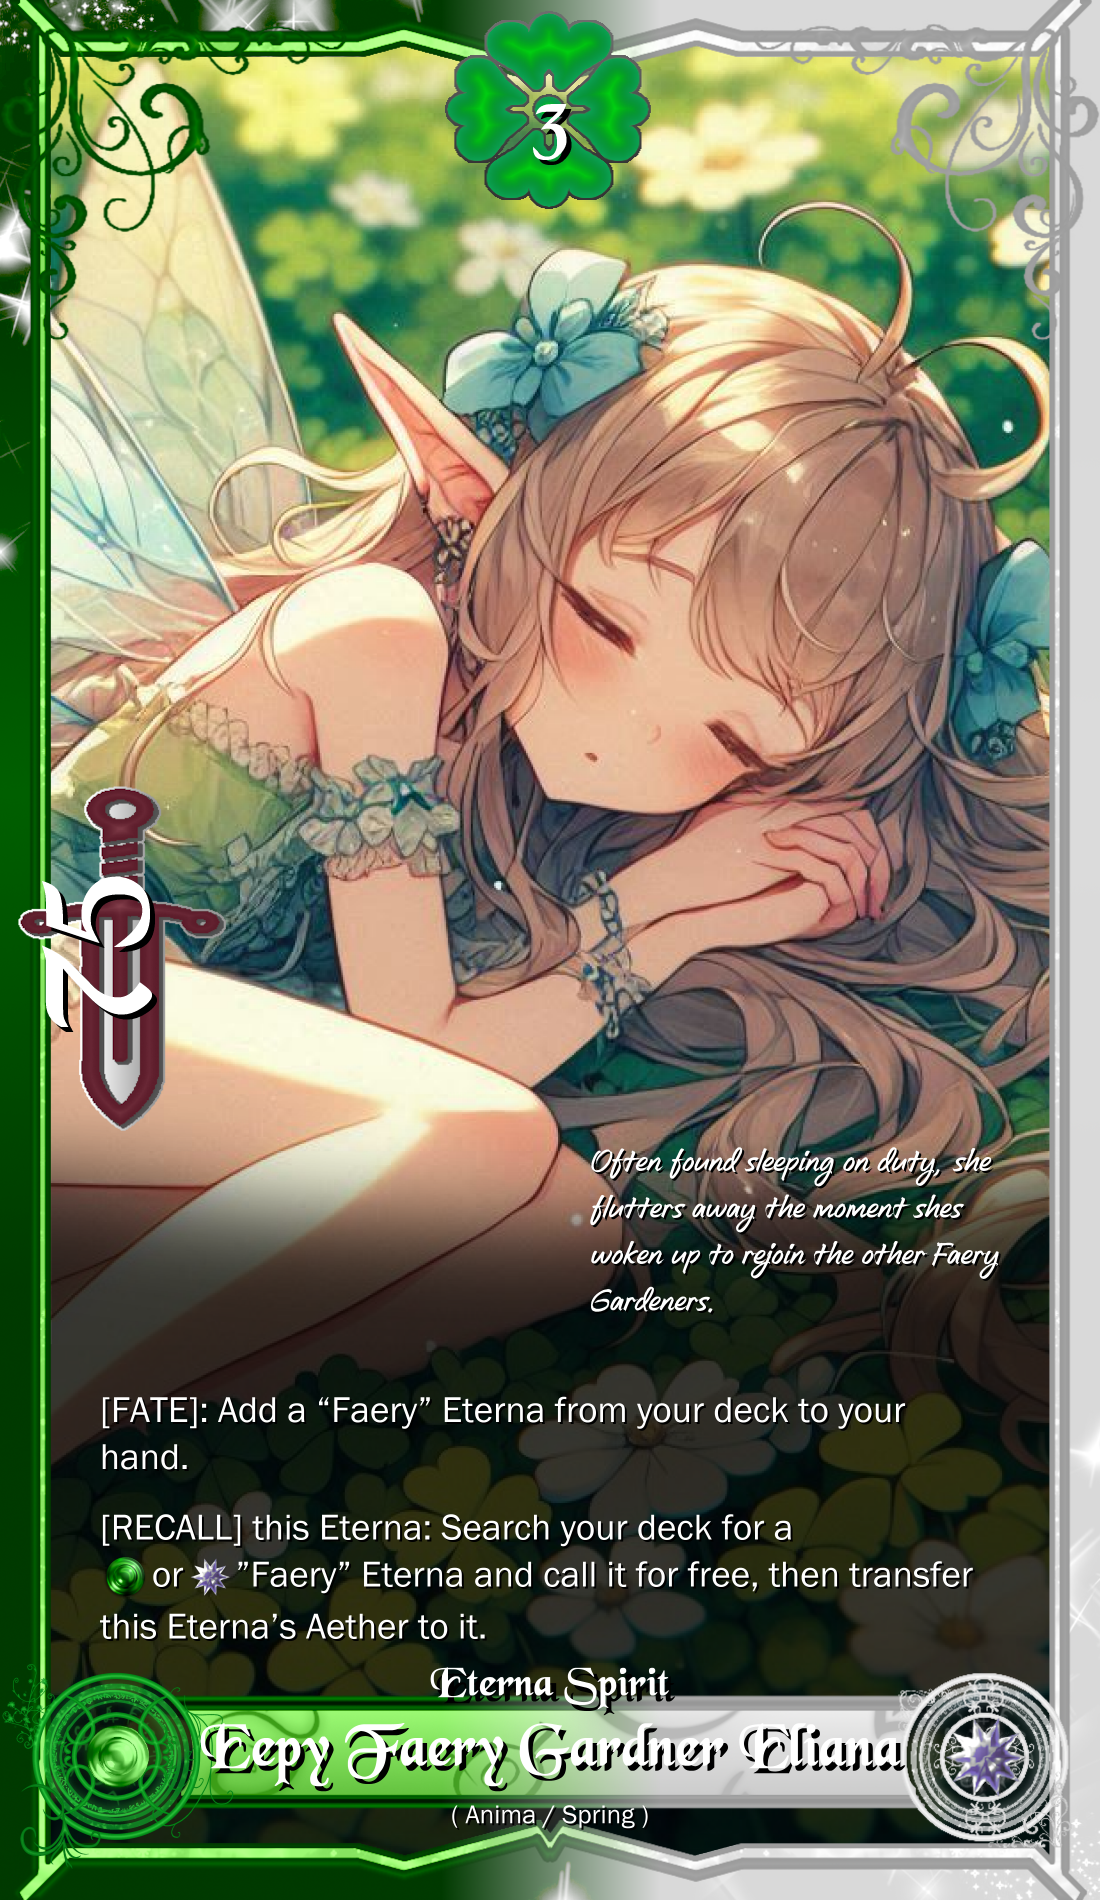 3
75
Often found sleeping on duty, she
flutters away the moment shes
woken up to rejoin the other Faery
Gardeners.
[FATE]: Add a “Faery” Eterna from your deck to your
hand.
[RECALL] this Eterna: Search your deck for a
or ”Faery” Eterna and call it for free, then transfer
this Eterna’s Aether to it.
Eterna Spirit
Eepy Faery Gardner Eliana
( Anima / Spring )